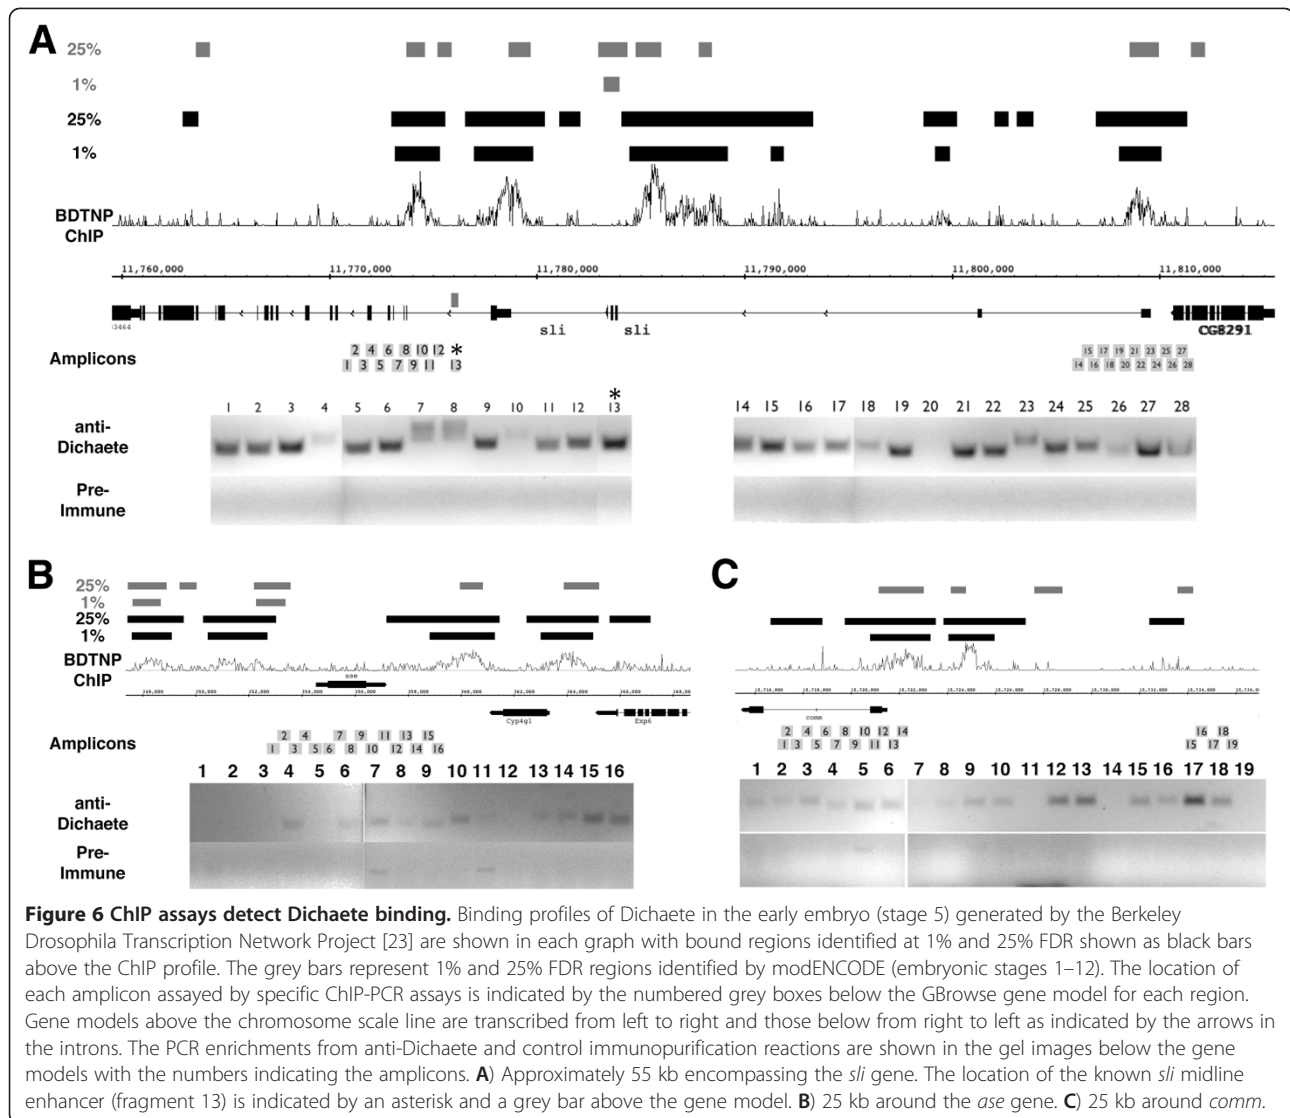 A
25%
1%
25%
1%
BDTNP
ChIP
11,760,000 11,770,000 11,780,000 11,790,000 11,800,000 11,810,000
13464 sli sli CG8291
Amplicons
2 4 6 8 10 12 *
1 3 5 7 9 11 13
15 17 19 21 23 25 27
14 16 18 20 22 24 26 28
*
1 2 3 4 5 6 7 8 9 10 11 12 13
14 15 16 17 18 19 20 21 22 23 24 25 26 27 28
anti-
Dichaete
Pre-
Immune
B
25%
1%
25%
1%
BDTNP
ChIP
ase
350,000 352,000 356,000 358,000 360,000 362,000 364,000 366,000
Cyp4g1 Exp6
Amplicons
2 4 7 9 11 13 15
1 3 5 6 8 10 12 14 16
1 2 3 4 5 6 7 8 9 10 11 12 13 14 15 16
anti-
Dichaete
Pre-
Immune
C
comm
2 4 6 8 10 12 14 16 18
1 3 5 7 9 11 13 15 17 19
1 2 3 4 5 6 7 8 9 10 11 12 13 14 15 16 17 18 19
Figure 6 ChIP assays detect Dichaete binding. Binding profiles of Dichaete in the early embryo (stage 5) generated by the Berkeley
Drosophila Transcription Network Project [23] are shown in each graph with bound regions identified at 1% and 25% FDR shown as black bars
above the ChIP profile. The grey bars represent 1% and 25% FDR regions identified by modENCODE (embryonic stages 1–12). The location of
each amplicon assayed by specific ChIP-PCR assays is indicated by the numbered grey boxes below the GBrowse gene model for each region.
Gene models above the chromosome scale line are transcribed from left to right and those below from right to left as indicated by the arrows in
the introns. The PCR enrichments from anti-Dichaete and control immunopurification reactions are shown in the gel images below the gene
models with the numbers indicating the amplicons. A) Approximately 55 kb encompassing the sli gene. The location of the known sli midline
enhancer (fragment 13) is indicated by an asterisk and a grey bar above the gene model. B) 25 kb around the ase gene. C) 25 kb around comm.